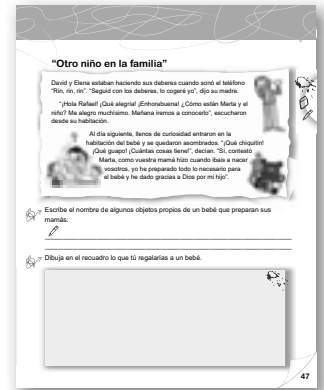 "Otro niño en la familia"
David y Elena estaban haciendo sus deberes cuando sonó el teléfono
"Rin, rin, rin". "Seguid con los deberes, lo cogeré yo", dijo su madre.
"¡Hola Rafael! ¡Qué alegría! ¡Enhorabuena! ¿Cómo están Marta y el
niño? Me alegro muchísimo. Mañana iremos a conocerlo", escucharon
desde su habitación.
Al día siguiente, llenos de curiosidad entraron en la
habitación del bebé y se quedaron asombrados. "¡Qué chiquitín!
¡Qué guapo! ¡Cuántas cosas tiene!", decían. "Sí, contestó
Marta, como vuestra mamá hizo cuando ibais a nacer
vosotros, yo he preparado todo lo necesario para
el bebé y he dado gracias a Dios por mi hijo".
Escribe el nombre de algunos objetos propios de un bebé que preparan sus
mamás:
Dibuja en el recuadro lo que tú regalarías a un bebé.
47